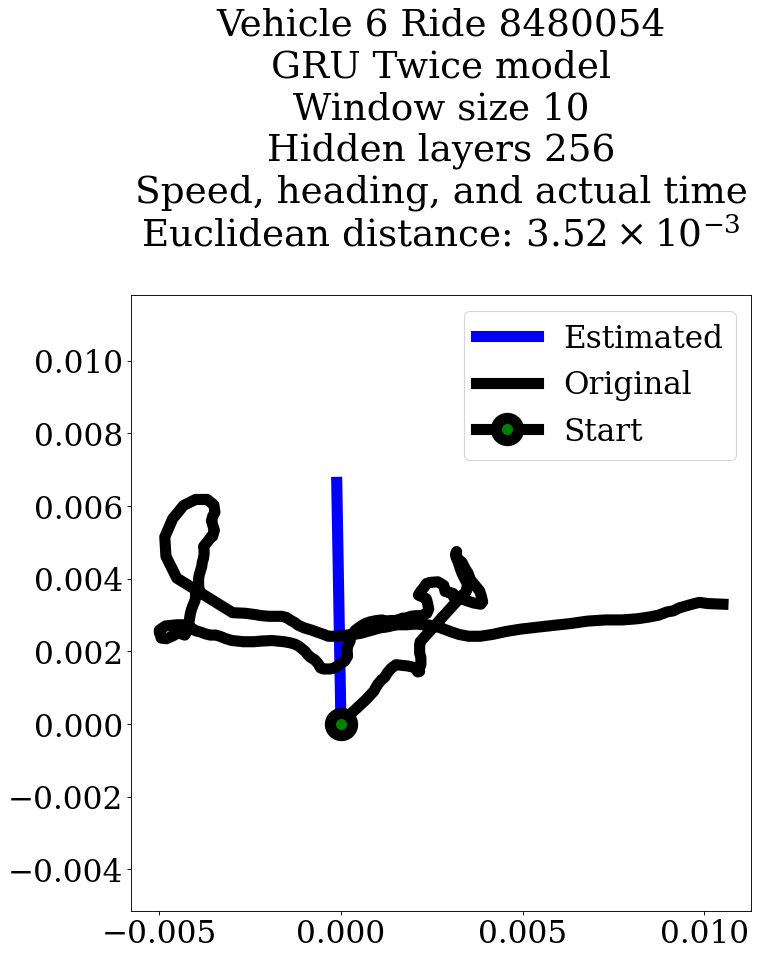 Vehicle 6 Ride 8480054
GRU Twice model
Window size 10
Hidden layers 256
Speed, heading, and actual time
Euclidean distance: 3.52 × 10⁻³
Estimated
Original
Start
0.010
0.008
0.006
0.004
0.002
0.000
−0.002
−0.004
−0.005 0.000 0.005 0.010